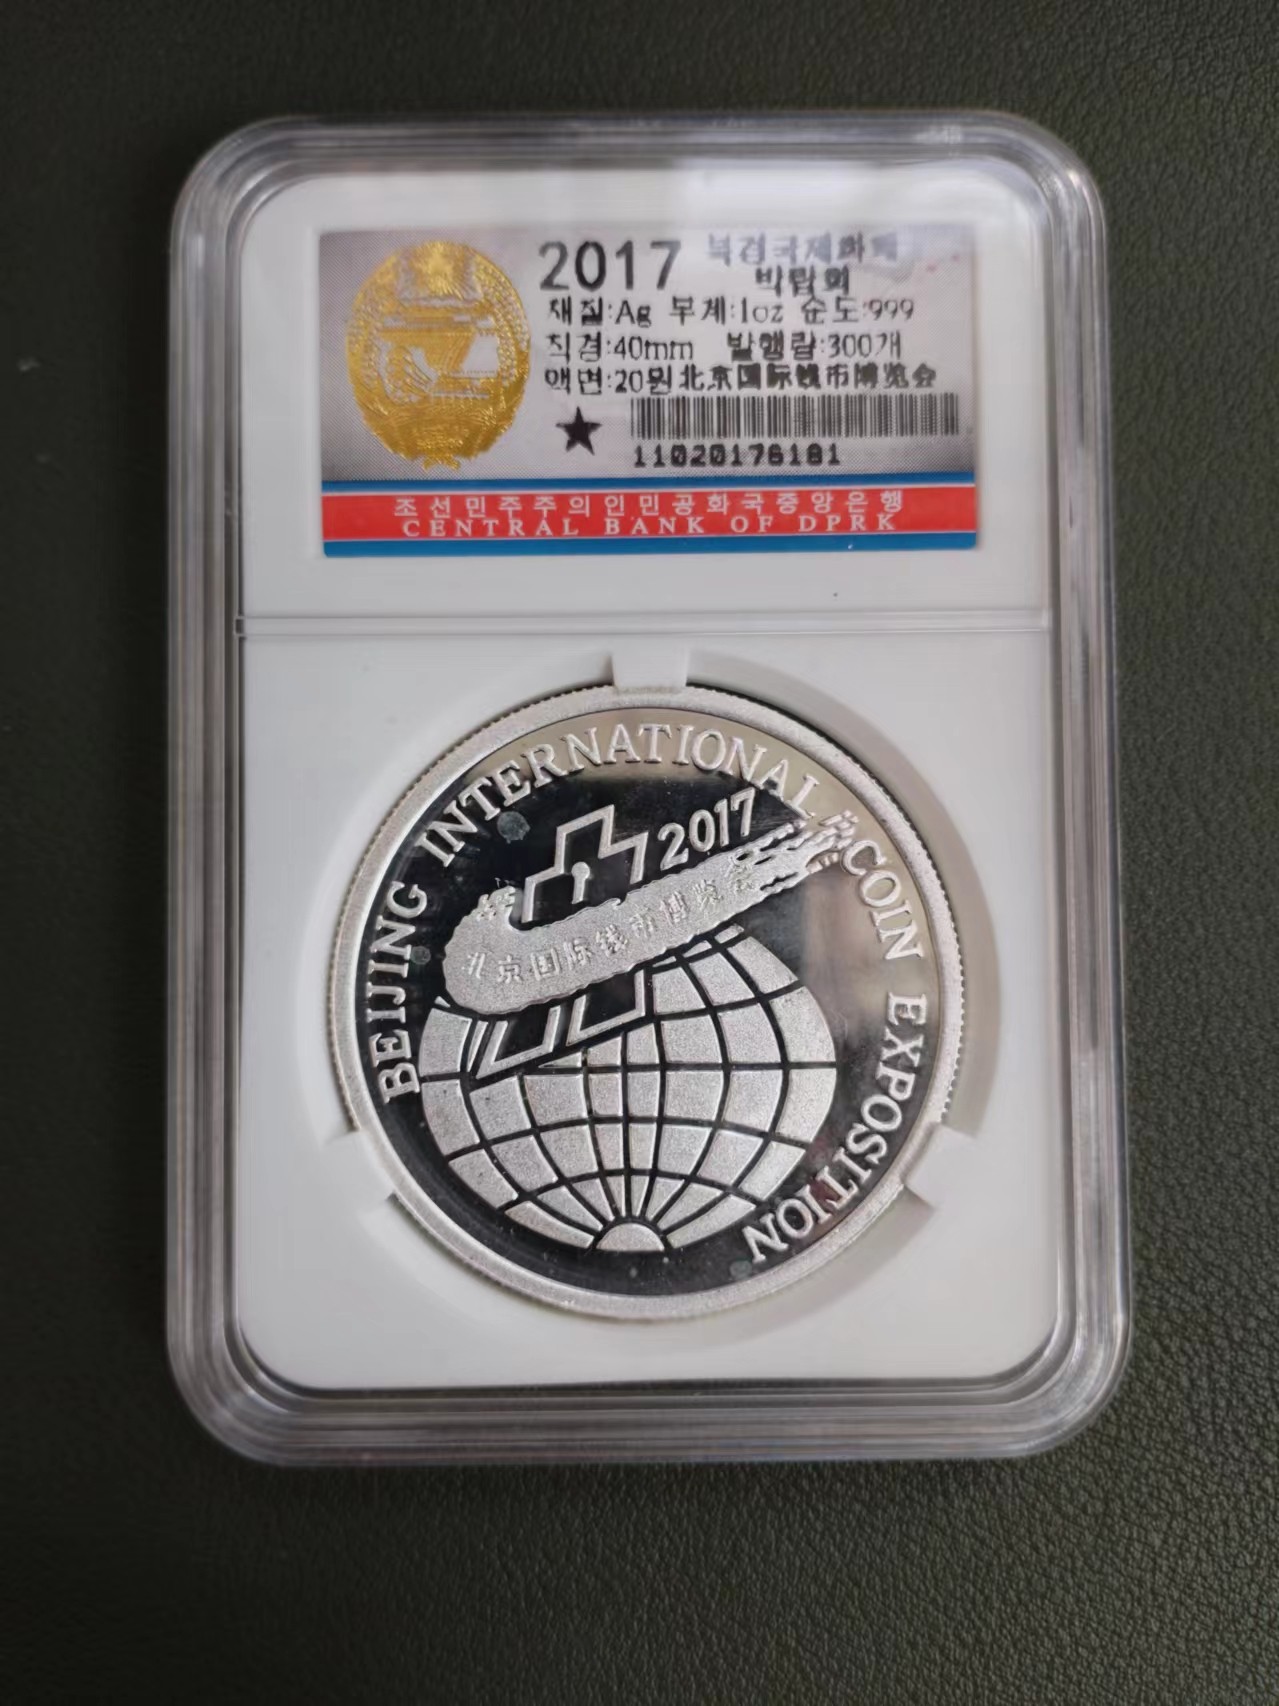 2017 북경국제화폐
박람회
재질:Ag 무게:1oz 순도:999
직경:40mm 발행량:300개
액면:20원 北京国际钱币博览会
11020176181
조선민주주의인민공화국중앙은행
CENTRAL BANK OF DPRK
BEIJING INTERNATIONAL COIN EXPOSITION
2017
北京国际钱币博览会